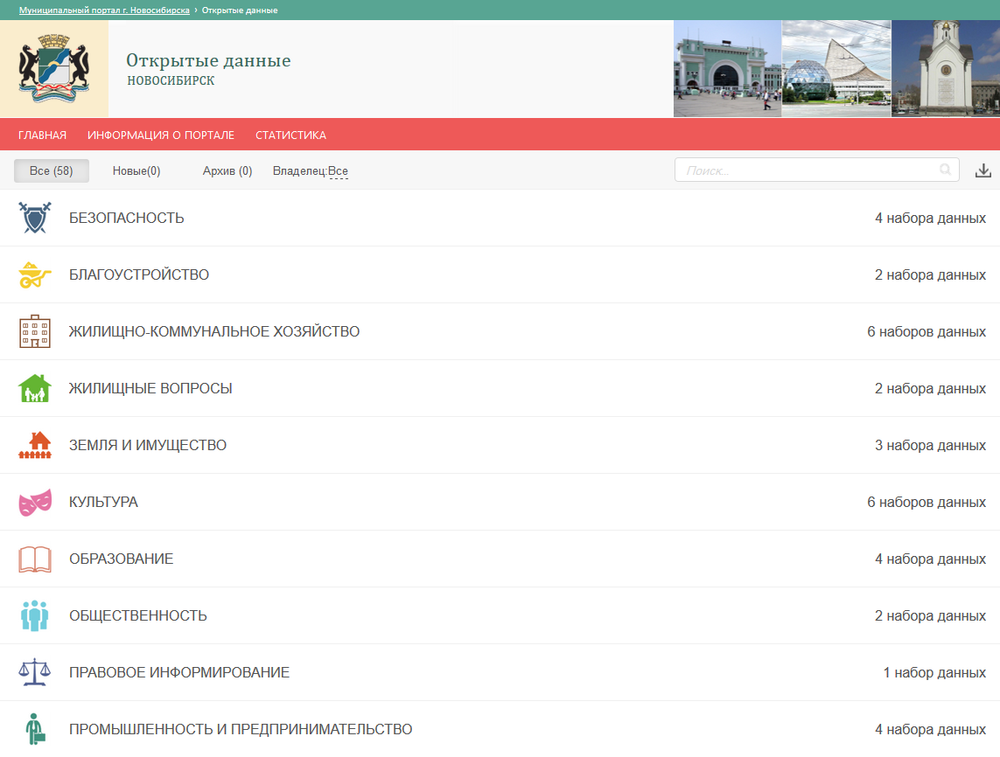 Муниципальный портал г. Новосибирска › Открытые данные
Открытые данные
НОВОСИБИРСК
ГЛАВНАЯ ИНФОРМАЦИЯ О ПОРТАЛЕ СТАТИСТИКА
Все (58) Новые(0) Архив (0) Владелец:Все Поиск...
БЕЗОПАСНОСТЬ 4 набора данных
БЛАГОУСТРОЙСТВО 2 набора данных
ЖИЛИЩНО-КОММУНАЛЬНОЕ ХОЗЯЙСТВО 6 наборов данных
ЖИЛИЩНЫЕ ВОПРОСЫ 2 набора данных
ЗЕМЛЯ И ИМУЩЕСТВО 3 набора данных
КУЛЬТУРА 6 наборов данных
ОБРАЗОВАНИЕ 4 набора данных
ОБЩЕСТВЕННОСТЬ 2 набора данных
ПРАВОВОЕ ИНФОРМИРОВАНИЕ 1 набор данных
ПРОМЫШЛЕННОСТЬ И ПРЕДПРИНИМАТЕЛЬСТВО 4 набора данных